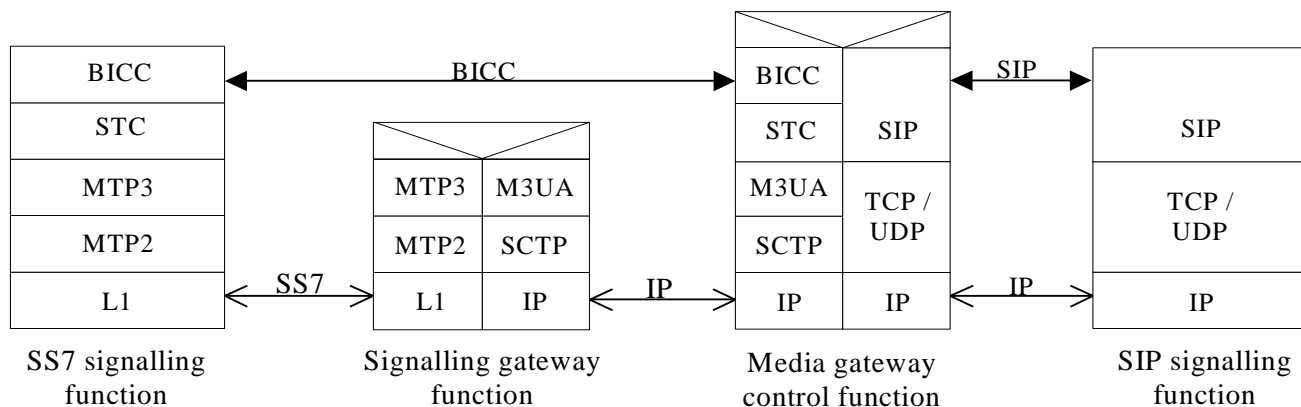 BICC
STC
MTP3
MTP2
L1
SS7 signalling
function
BICC
SS7
MTP3
M3UA
MTP2
SCTP
L1
IP
Signalling gateway
function
IP
BICC
STC
SIP
M3UA
TCP /
UDP
SCTP
IP
IP
Media gateway
control function
SIP
IP
SIP
TCP /
UDP
IP
SIP signalling
function